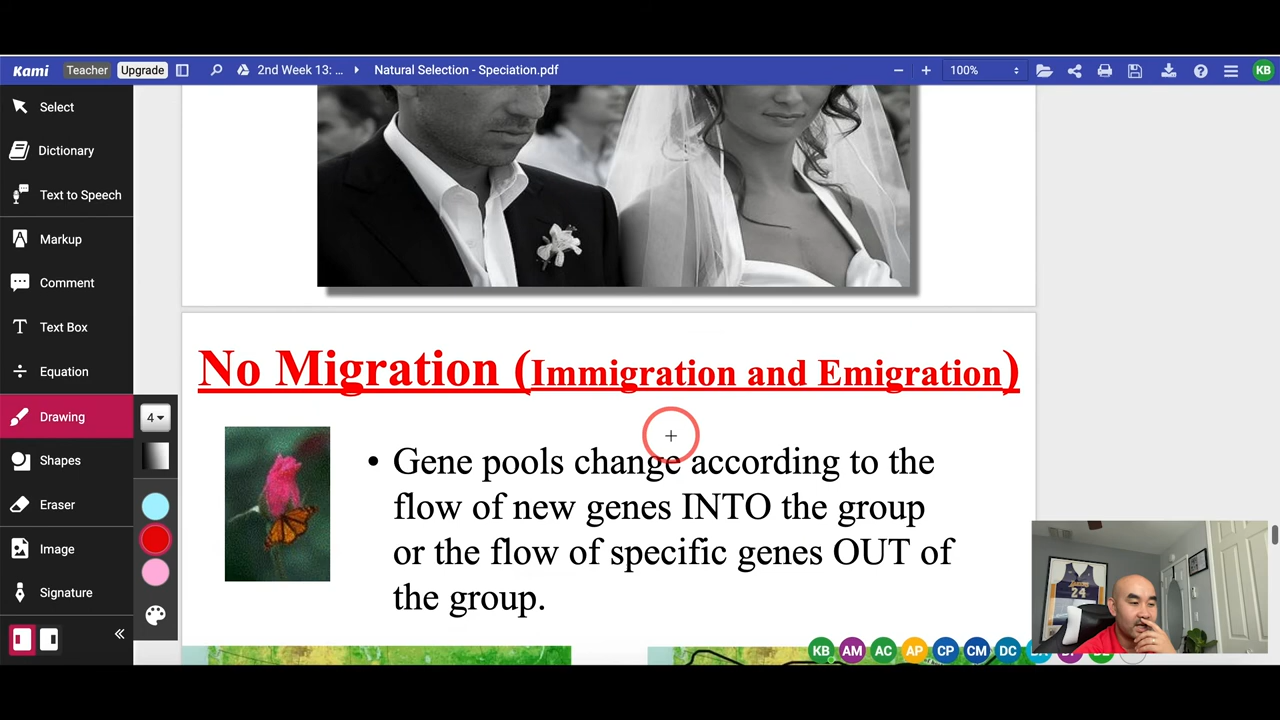 Kami Teacher Upgrade 2nd Week 13: ... Natural Selection - Speciation.pdf 100% KB
Select
Dictionary
Text to Speech
Markup
Comment
Text Box
Equation
Drawing
4
Shapes
Eraser
Image
Signature
No Migration (Immigration and Emigration)
• Gene pools change according to the
flow of new genes INTO the group
or the flow of specific genes OUT of
the group.
24
KB AM AC AP CP CM DC